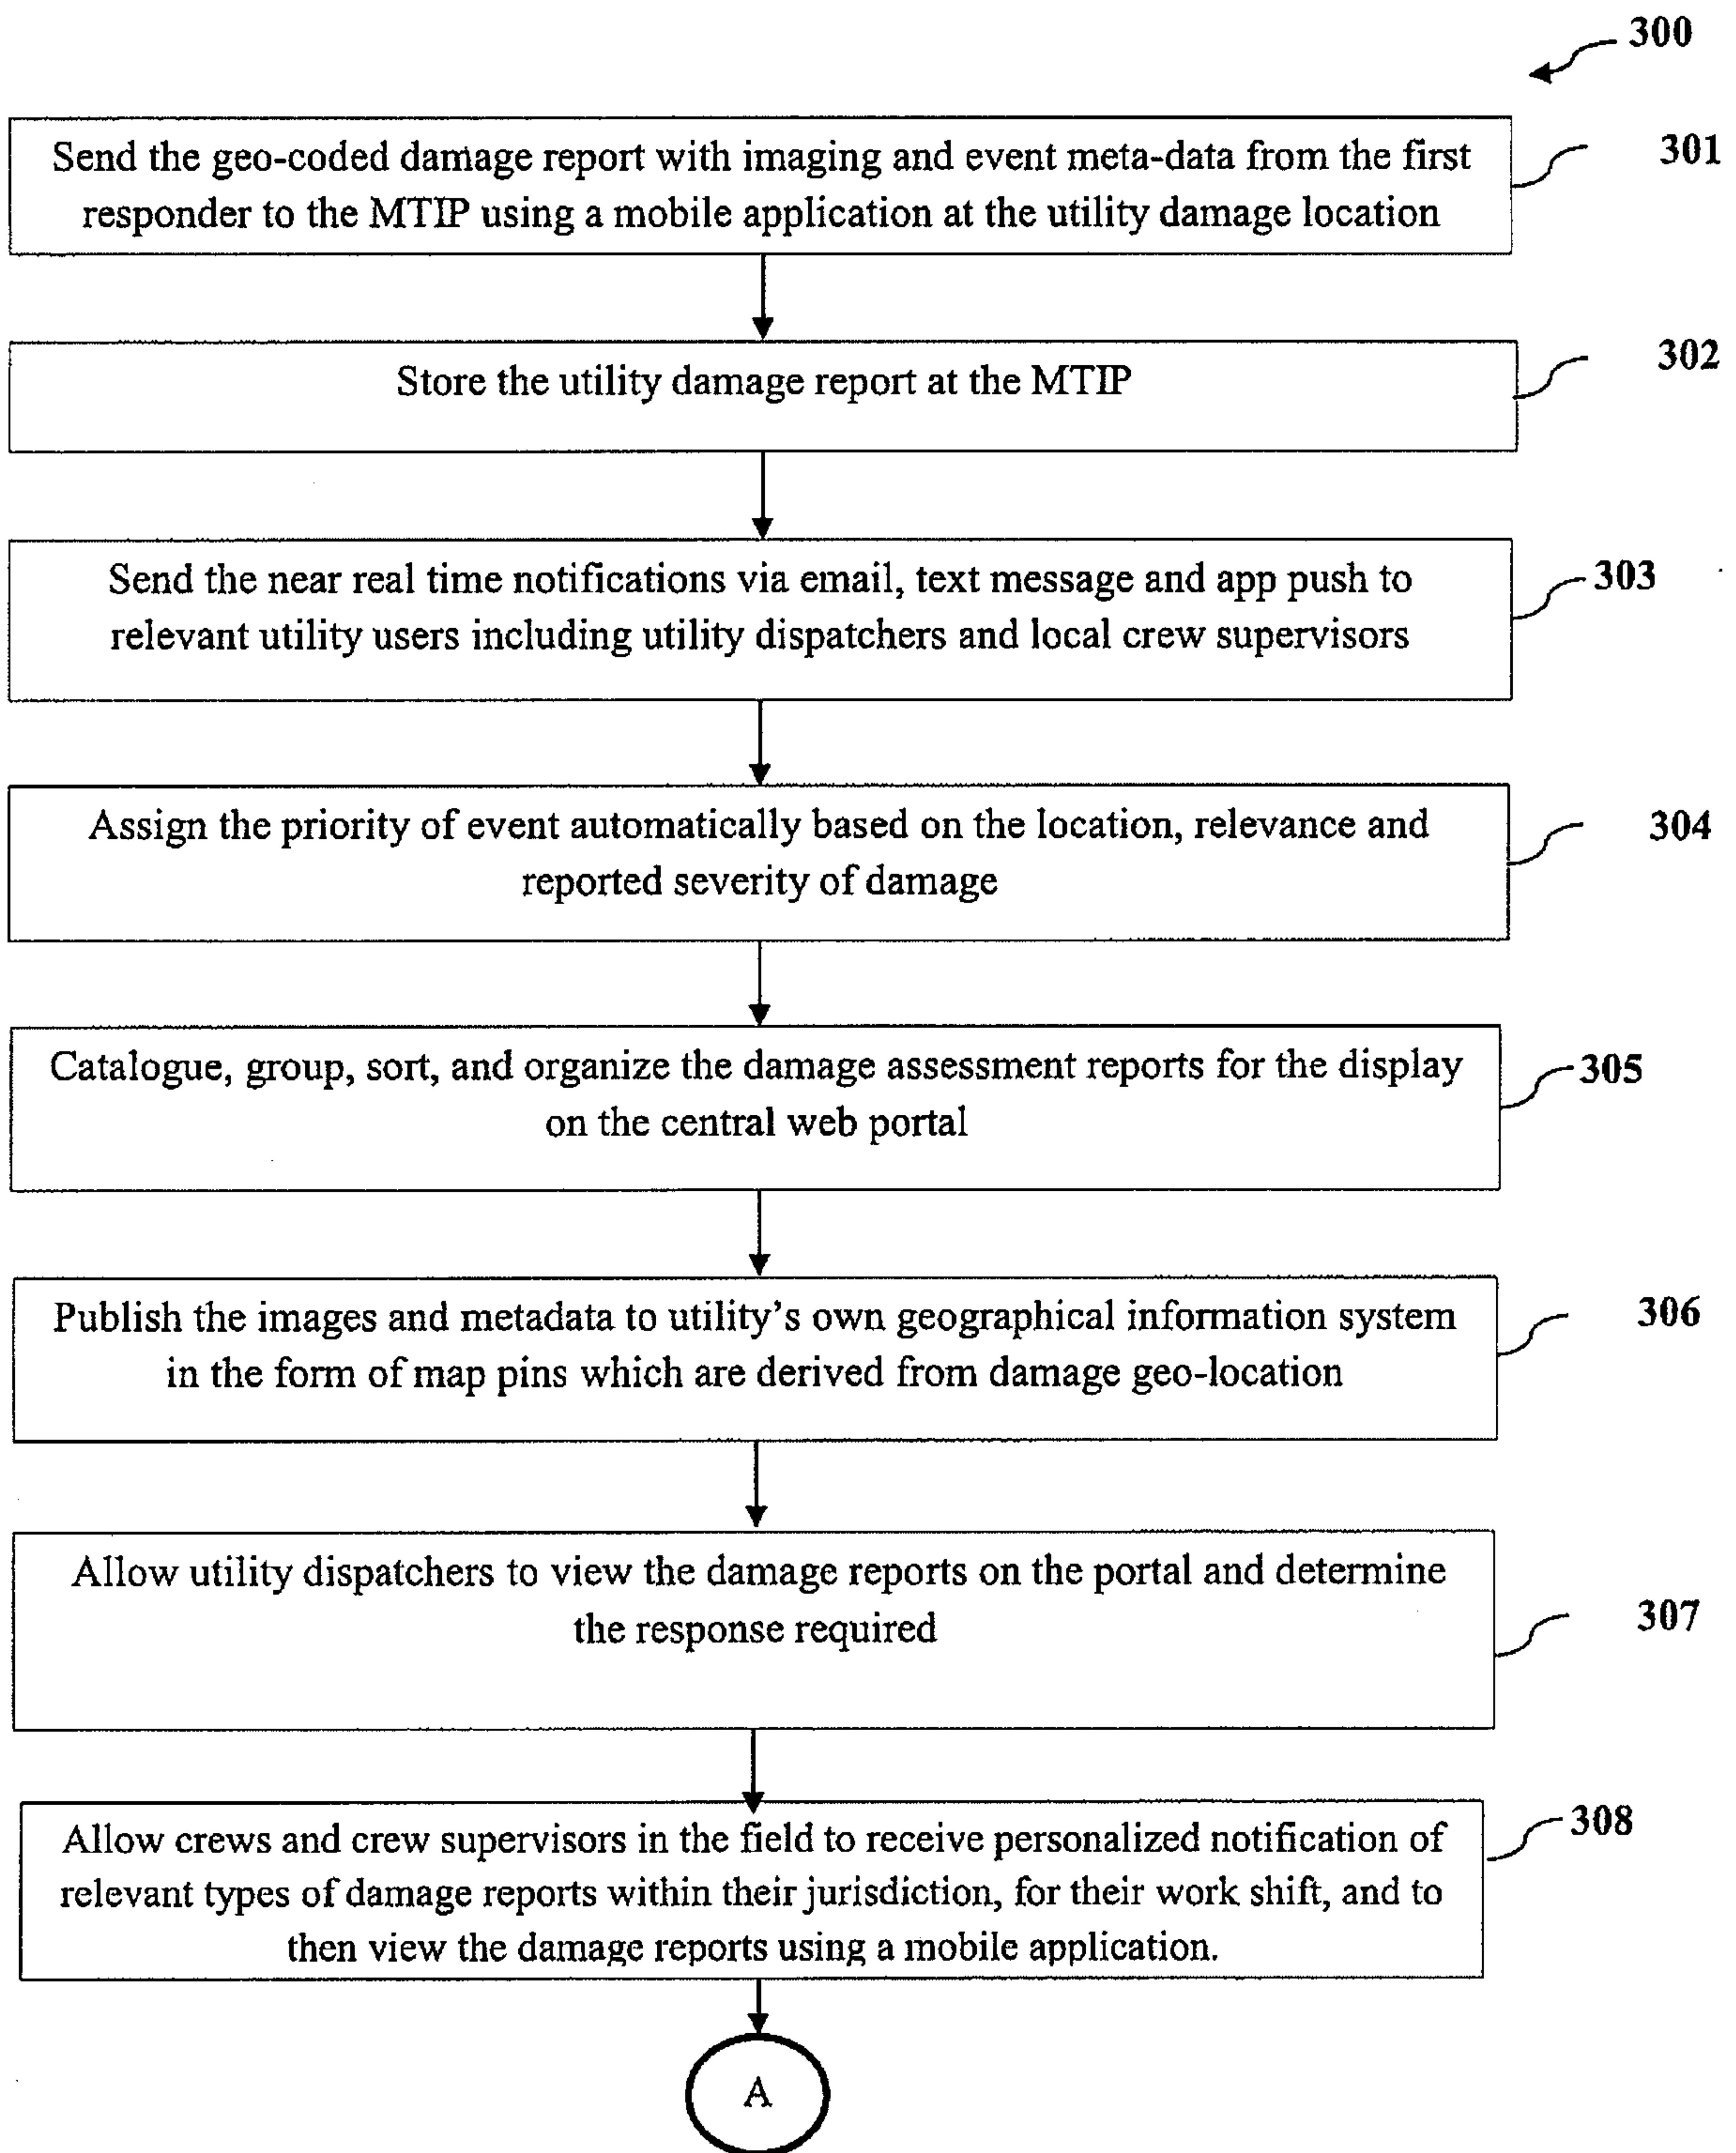 300
Send the geo-coded damage report with imaging and event meta-data from the first
responder to the MTIP using a mobile application at the utility damage location
301
Store the utility damage report at the MTIP
302
Send the near real time notifications via email, text message and app push to
relevant utility users including utility dispatchers and local crew supervisors
303
Assign the priority of event automatically based on the location, relevance and
reported severity of damage
304
Catalogue, group, sort, and organize the damage assessment reports for the display
on the central web portal
305
Publish the images and metadata to utility's own geographical information system
in the form of map pins which are derived from damage geo-location
306
Allow utility dispatchers to view the damage reports on the portal and determine
the response required
307
Allow crews and crew supervisors in the field to receive personalized notification of
relevant types of damage reports within their jurisdiction, for their work shift, and to
then view the damage reports using a mobile application.
308
A